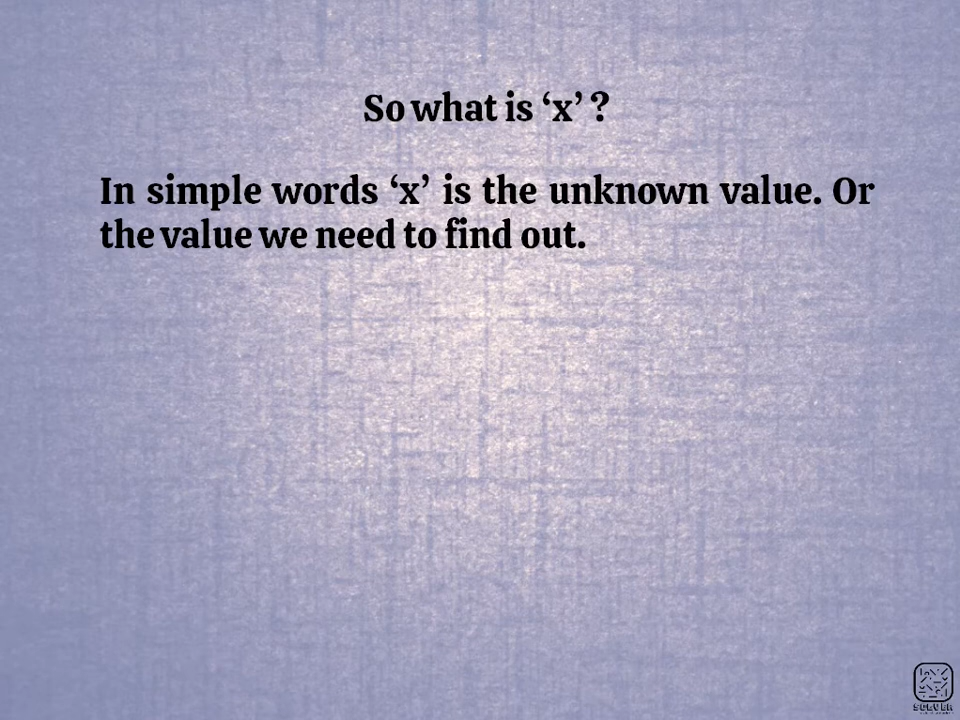 So what is ‘x’ ?
In simple words ‘x’ is the unknown value. Or
the value we need to find out.